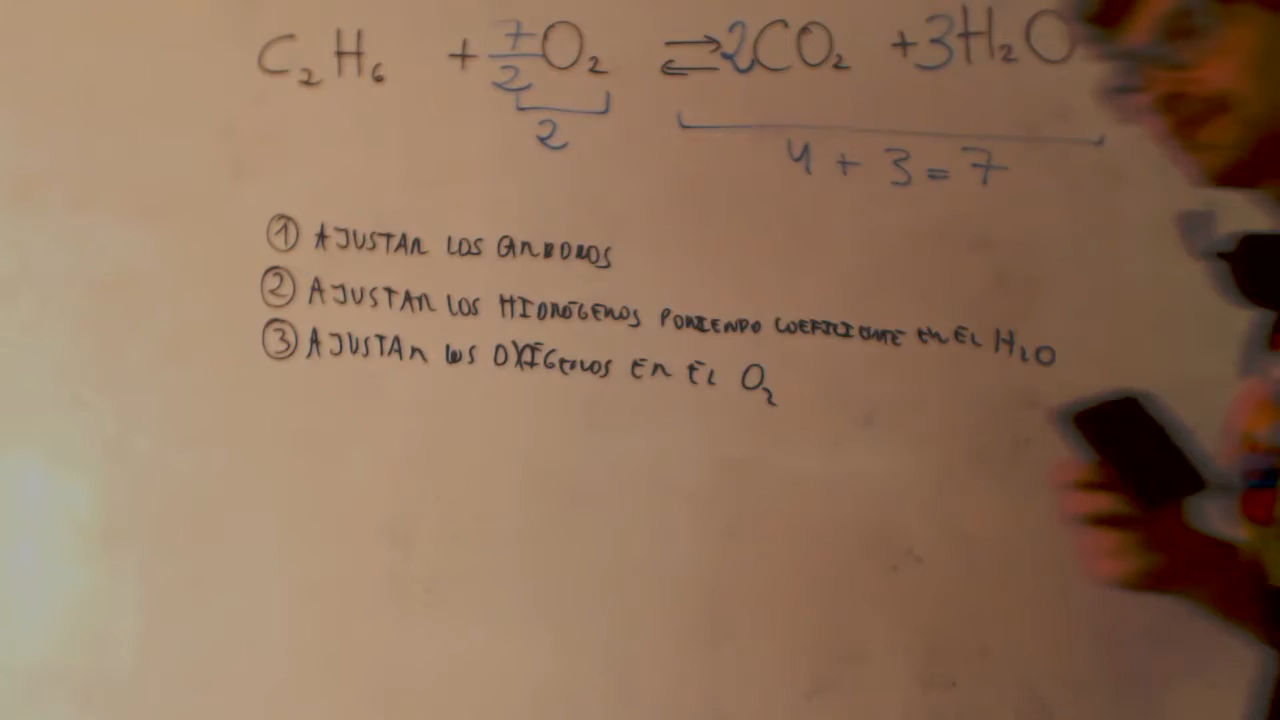 C₂H₆ + 7/2 O₂ ⇌ 2CO₂ + 3H₂O
2
4 + 3 = 7
① AJUSTAR LOS CARBONOS
② AJUSTAR LOS HIDRÓGENOS PONIENDO COEFICIENTE EN EL H₂O
③ AJUSTAR LOS OXÍGENOS EN EL O₂